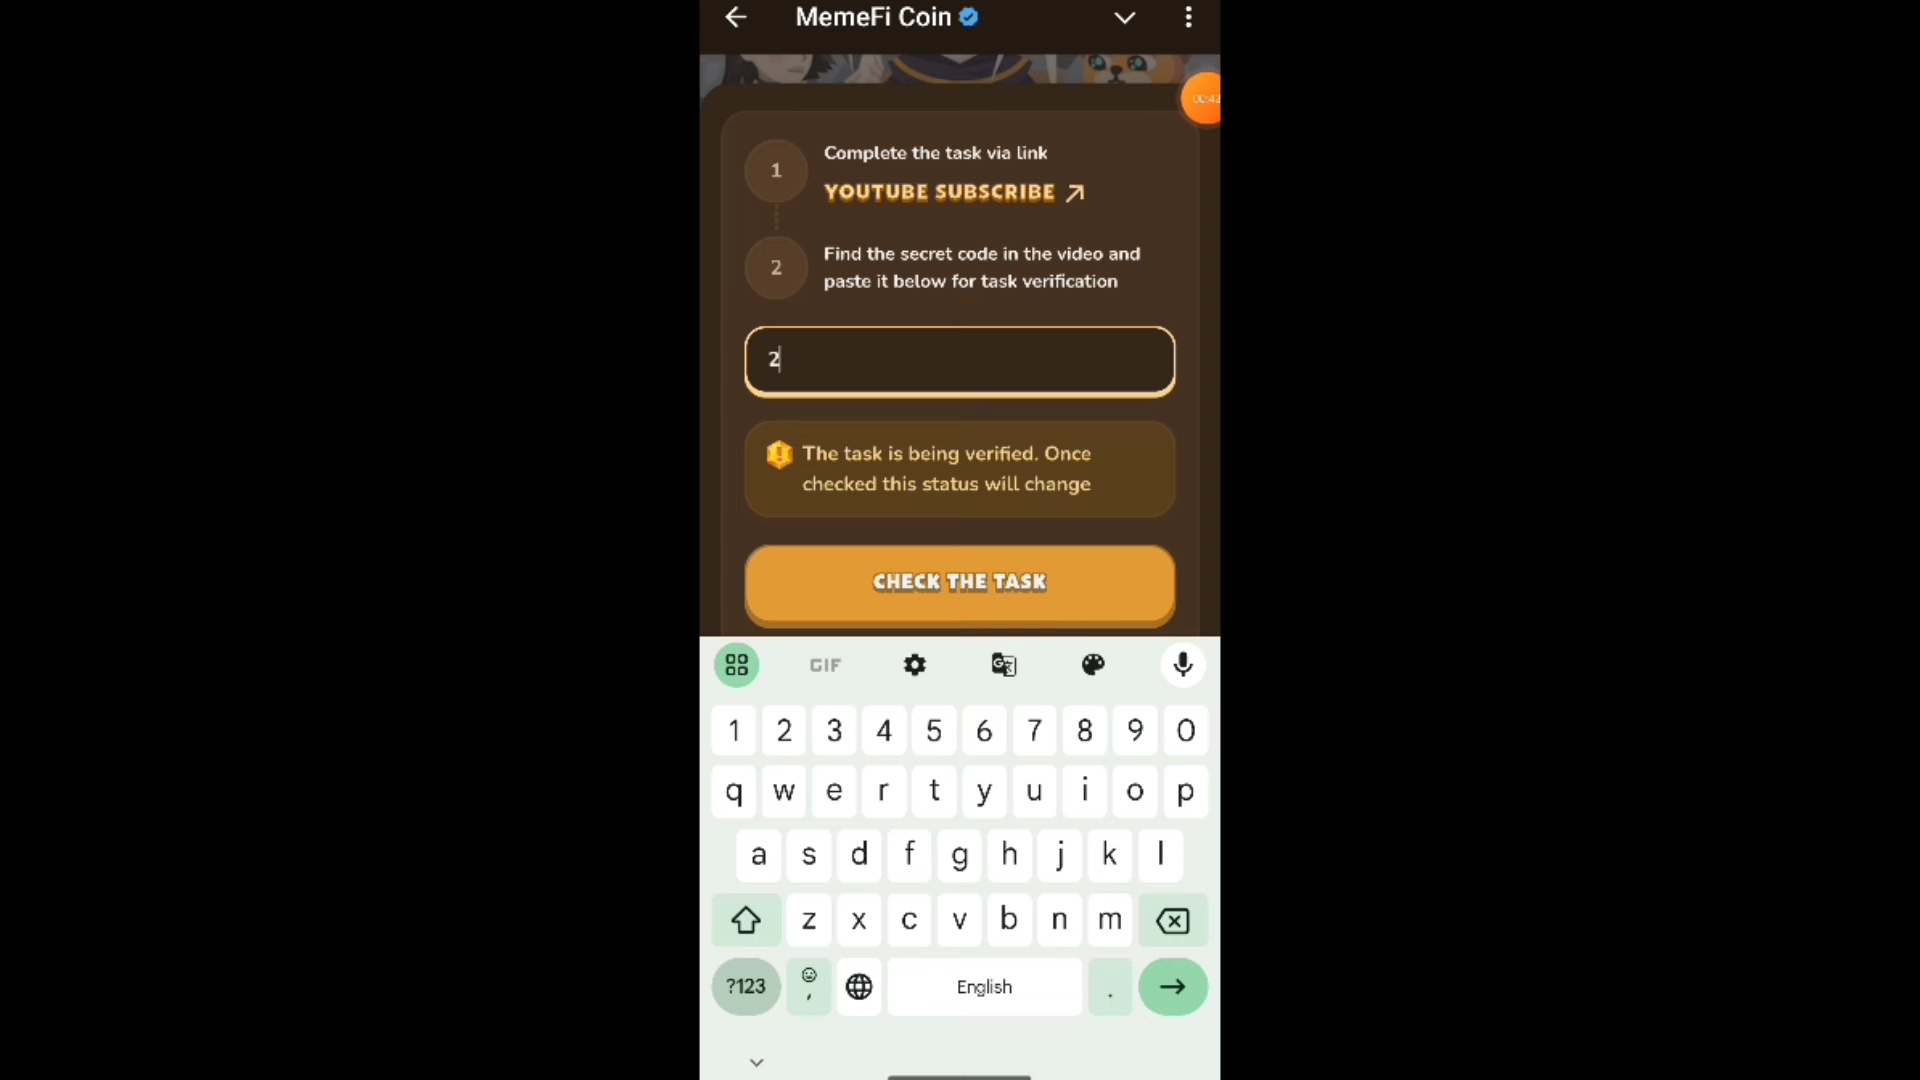 MemeFi Coin
00:42
1
Complete the task via link
YOUTUBE SUBSCRIBE
2
Find the secret code in the video and
paste it below for task verification
2
The task is being verified. Once
checked this status will change
CHECK THE TASK
GIF
1 2 3 4 5 6 7 8 9 0
q w e r t y u i o p
a s d f g h j k l
z x c v b n m
?123 , English .